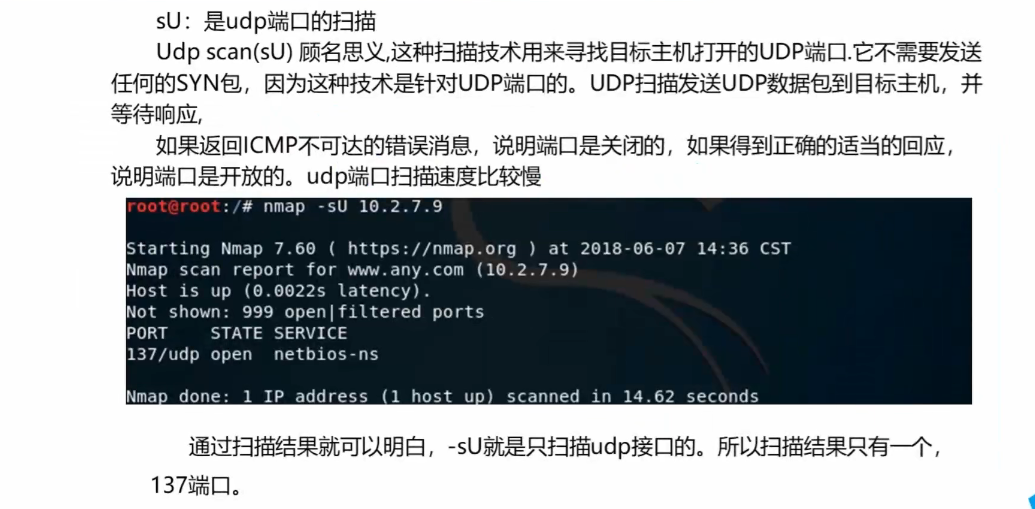 sU：是udp端口的扫描
Udp scan(sU) 顾名思义,这种扫描技术用来寻找目标主机打开的UDP端口.它不需要发送
任何的SYN包，因为这种技术是针对UDP端口的。UDP扫描发送UDP数据包到目标主机，并
等待响应,
如果返回ICMP不可达的错误消息，说明端口是关闭的，如果得到正确的适当的回应，
说明端口是开放的。udp端口扫描速度比较慢
root@root:/# nmap -sU 10.2.7.9
Starting Nmap 7.60 ( https://nmap.org ) at 2018-06-07 14:36 CST
Nmap scan report for www.any.com (10.2.7.9)
Host is up (0.0022s latency).
Not shown: 999 open|filtered ports
PORT    STATE SERVICE
137/udp open  netbios-ns
Nmap done: 1 IP address (1 host up) scanned in 14.62 seconds
通过扫描结果就可以明白，-sU就是只扫描udp接口的。所以扫描结果只有一个，
137端口。